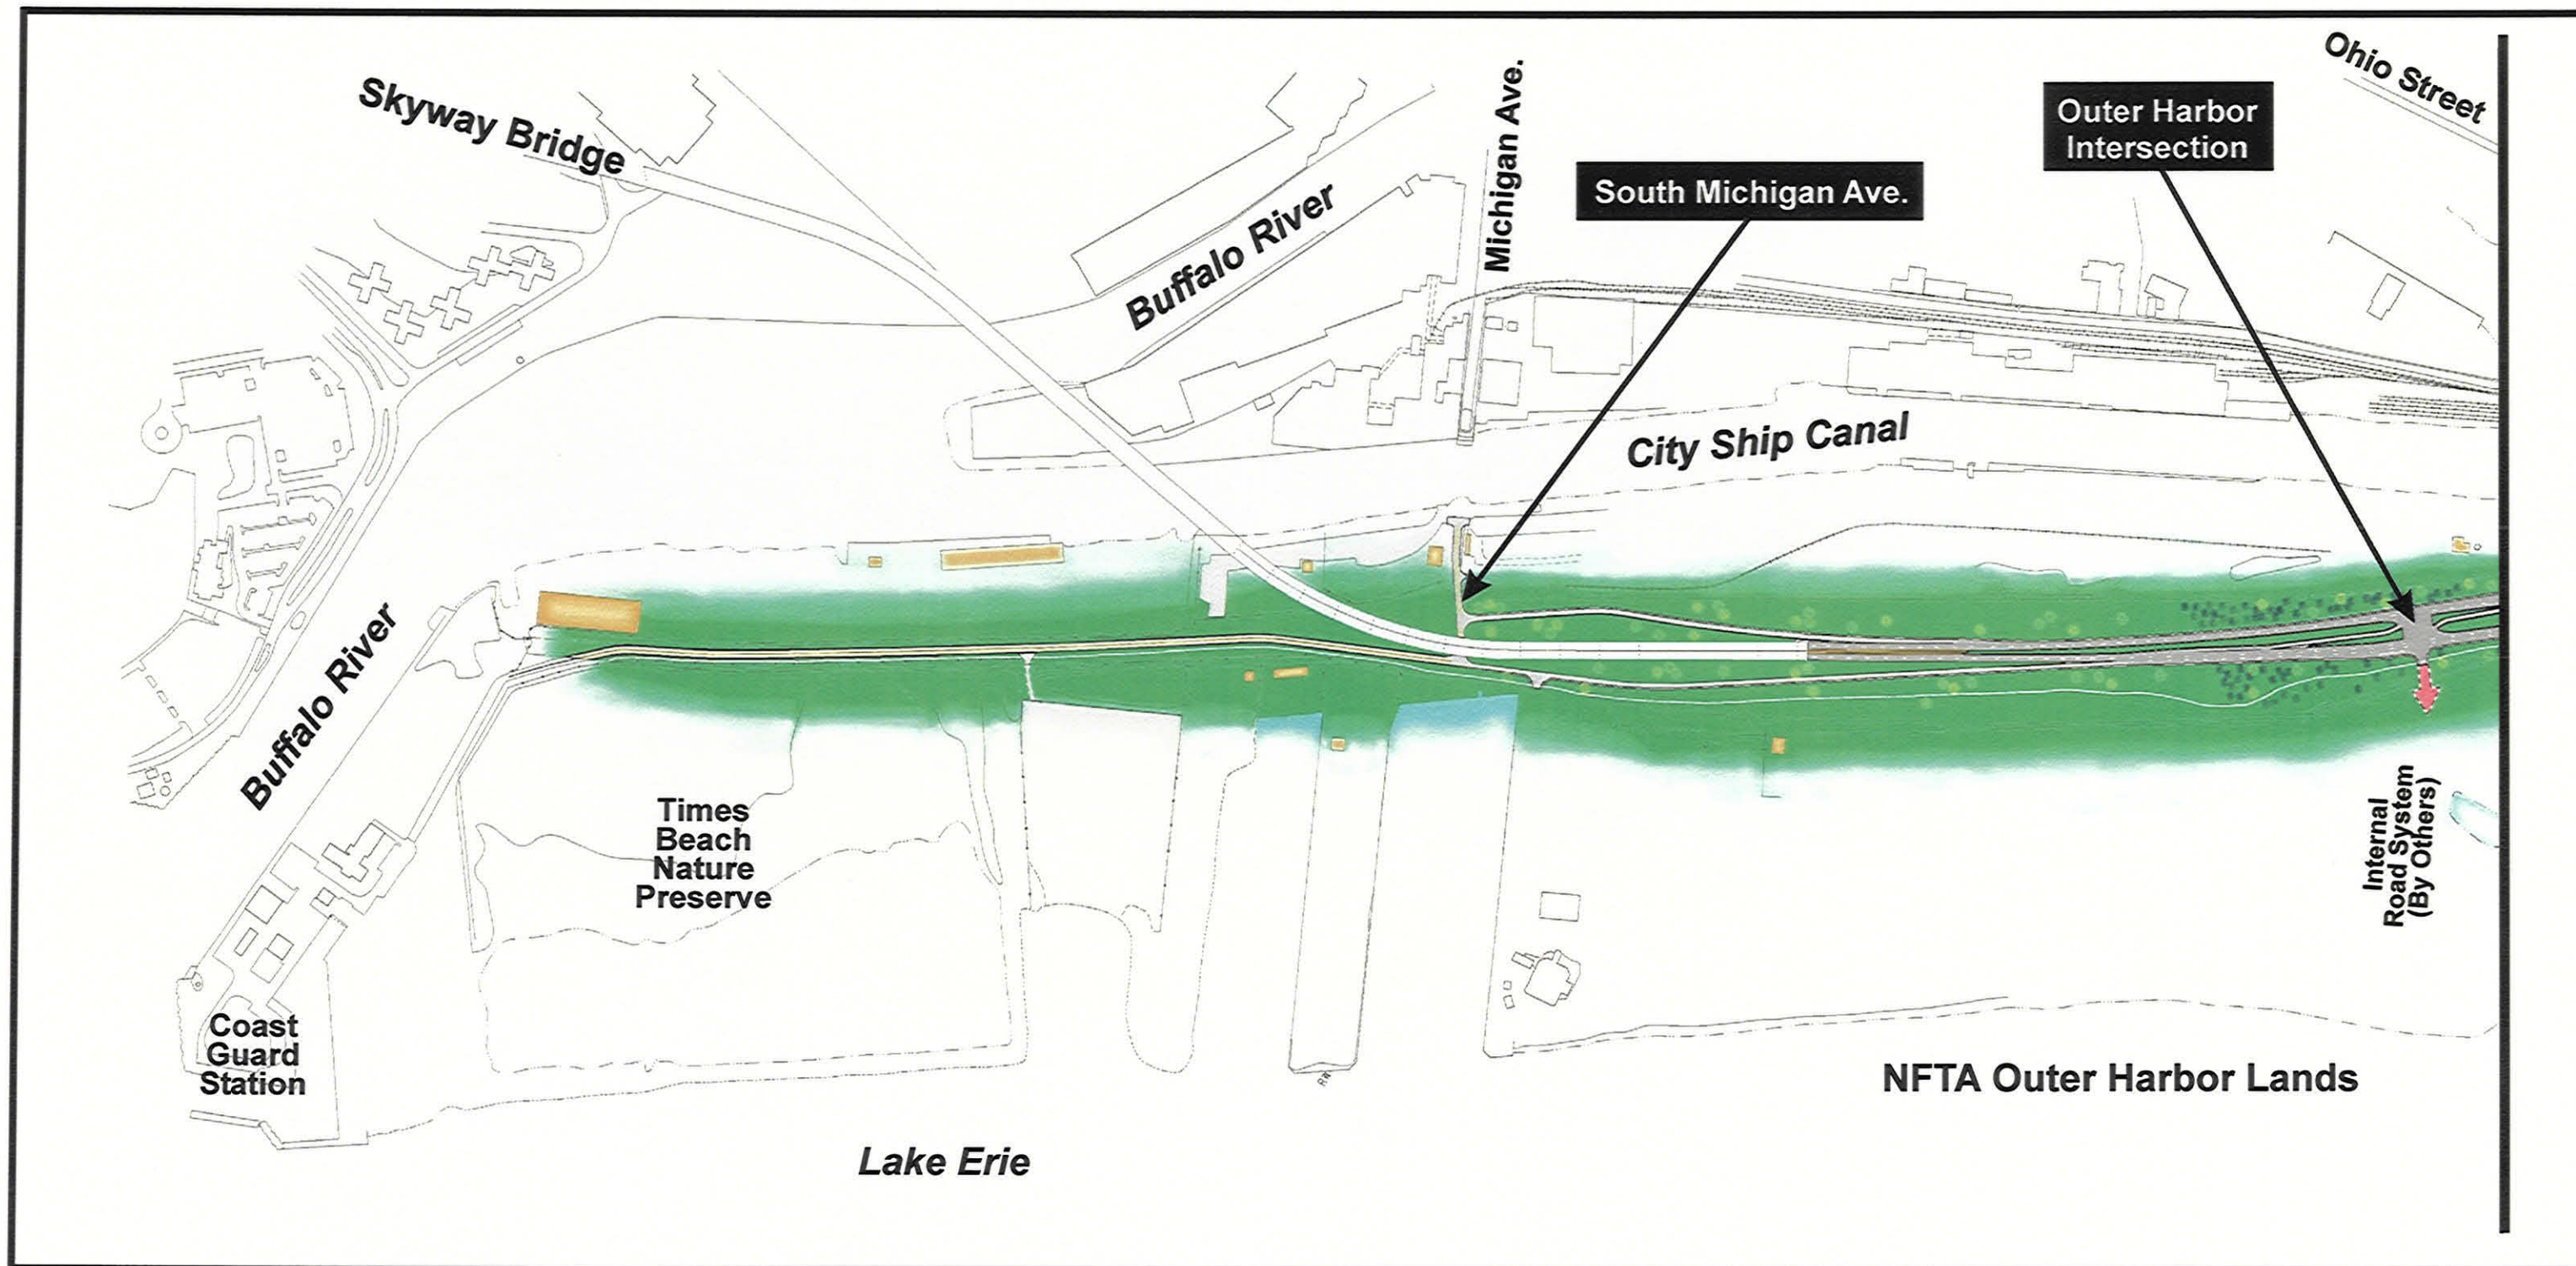 Skyway Bridge
Buffalo River
Michigan Ave.
South Michigan Ave.
Outer Harbor
Intersection
Ohio Street
City Ship Canal
Buffalo River
Times
Beach
Nature
Preserve
Internal
Road System
(By Others)
Coast
Guard
Station
NFTA Outer Harbor Lands
Lake Erie